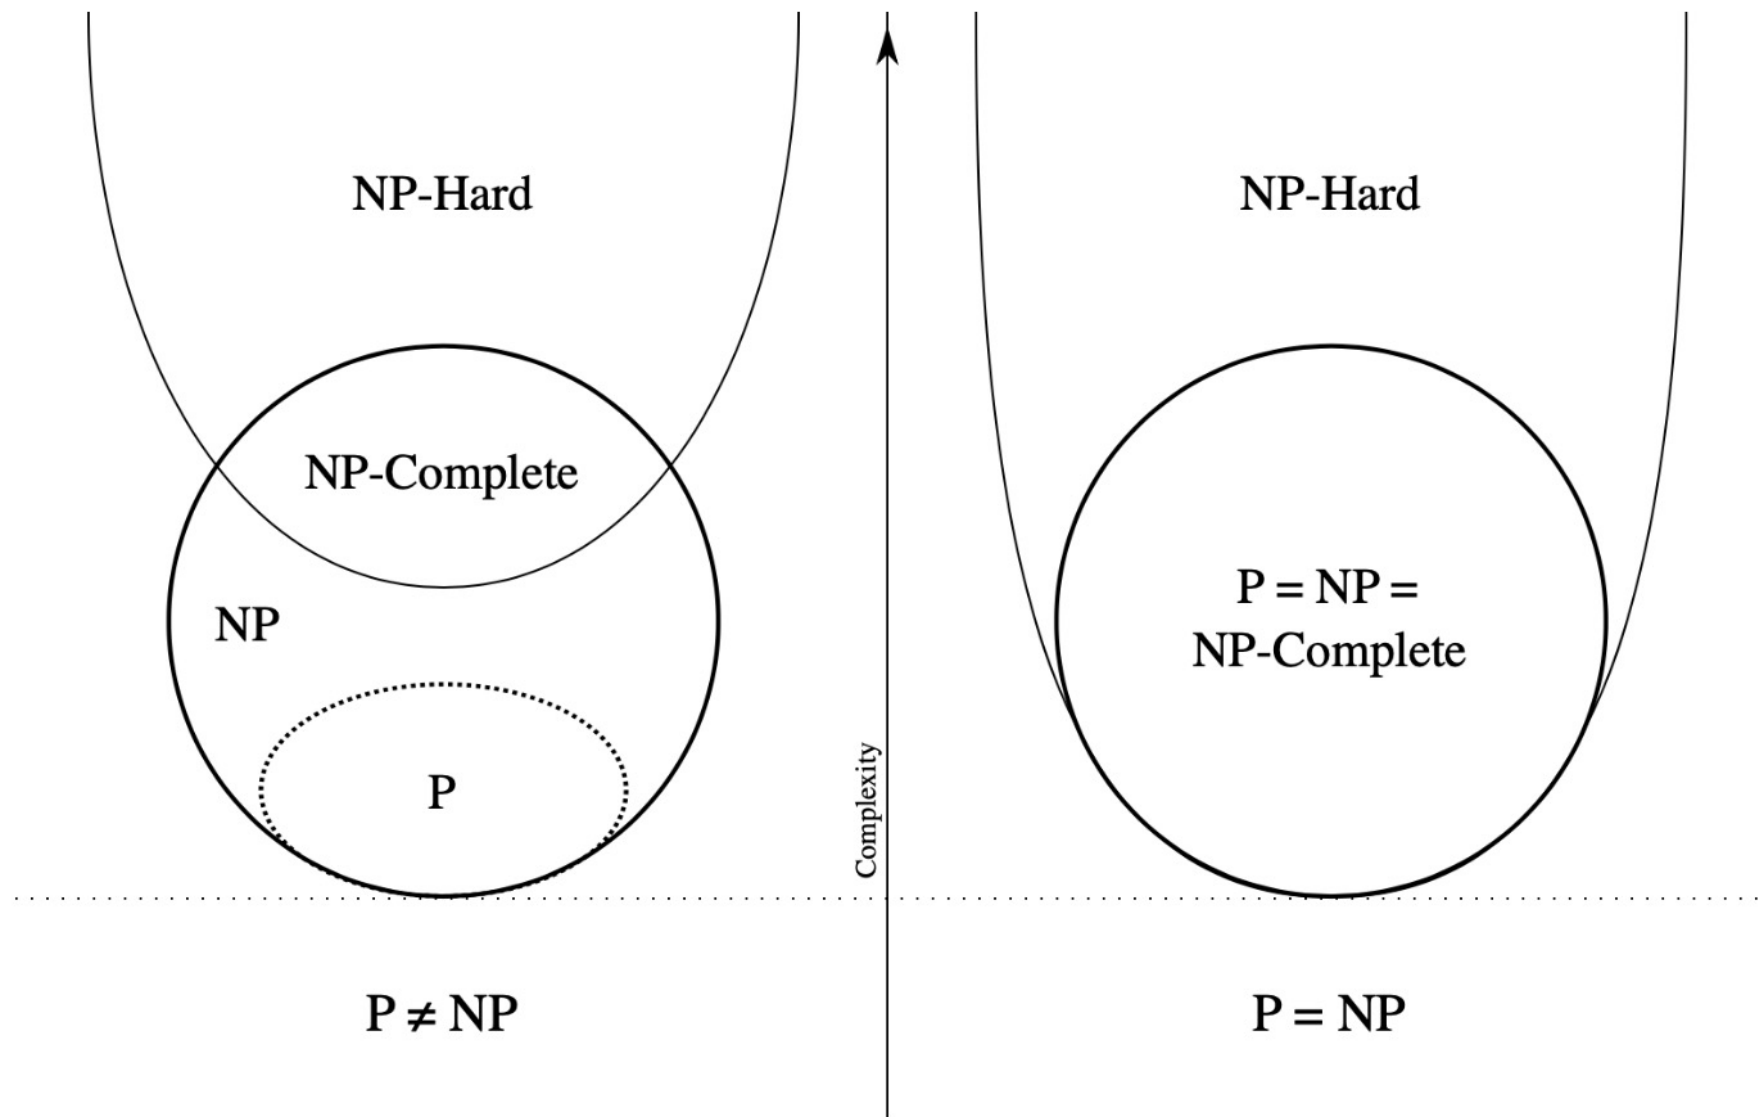 NP-Hard
NP-Complete
NP
P
P ≠ NP
Complexity
NP-Hard
P = NP =
NP-Complete
P = NP